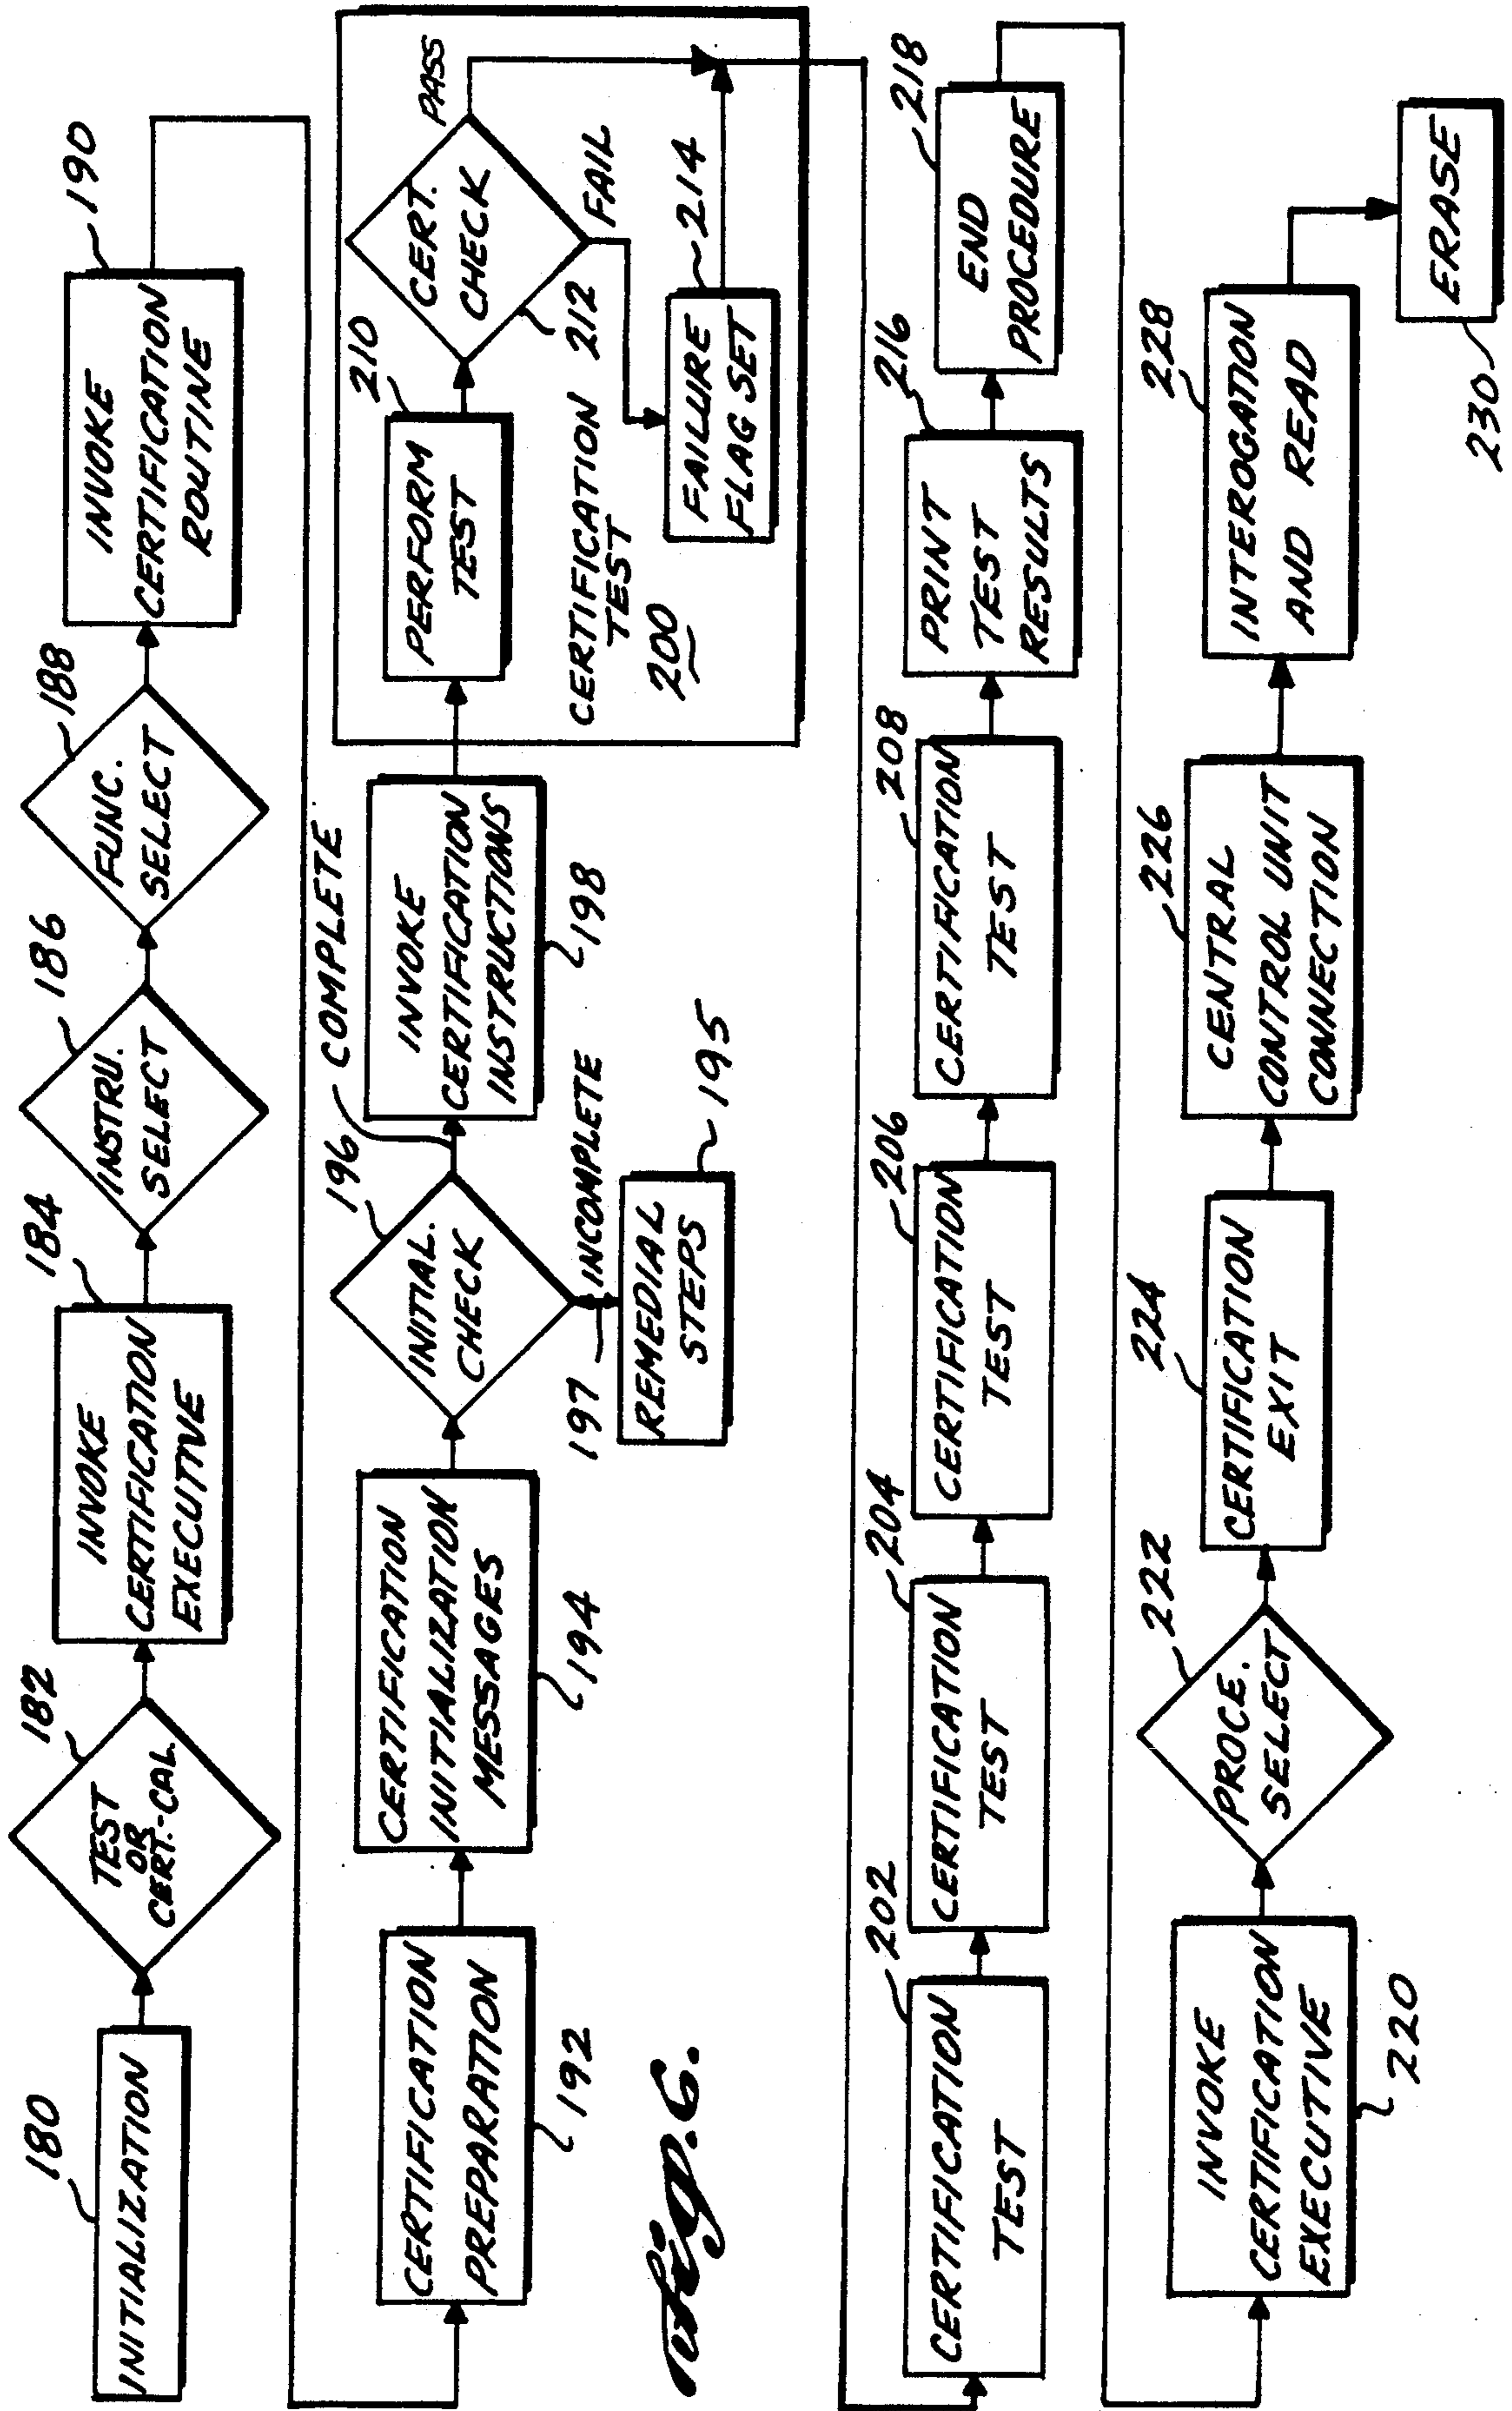 180
INITIALIZATION
182
TEST
OR
CERT.-CAL.
184
INVOKE
CERTIFICATION
EXECUTIVE
186
INSTRU.
SELECT
188
FUNC.
SELECT
190
INVOKE
CERTIFICATION
ROUTINE
CERTIFICATION
PREPARATION
192
CERTIFICATION
INITIALIZATION
MESSAGES
194
196
INITIAL.
CHECK
COMPLETE
197
INCOMPLETE
REMEDIAL
STEPS
195
INVOKE
CERTIFICATION
INSTRUCTIONS
198
210
PERFORM
TEST
CERT.
CHECK
PASS
212
FAIL
FAILURE
FLAG SET
214
CERTIFICATION
TEST
200
Fig. 6.
202
CERTIFICATION
TEST
204
CERTIFICATION
TEST
206
CERTIFICATION
TEST
208
CERTIFICATION
TEST
216
PRINT
TEST
RESULTS
218
END
PROCEDURE
INVOKE
CERTIFICATION
EXECUTIVE
220
222
PROCE.
SELECT
224
CERTIFICATION
EXIT
226
CENTRAL
CONTROL UNIT
CONNECTION
228
INTEROGATION
AND READ
ERASE
230